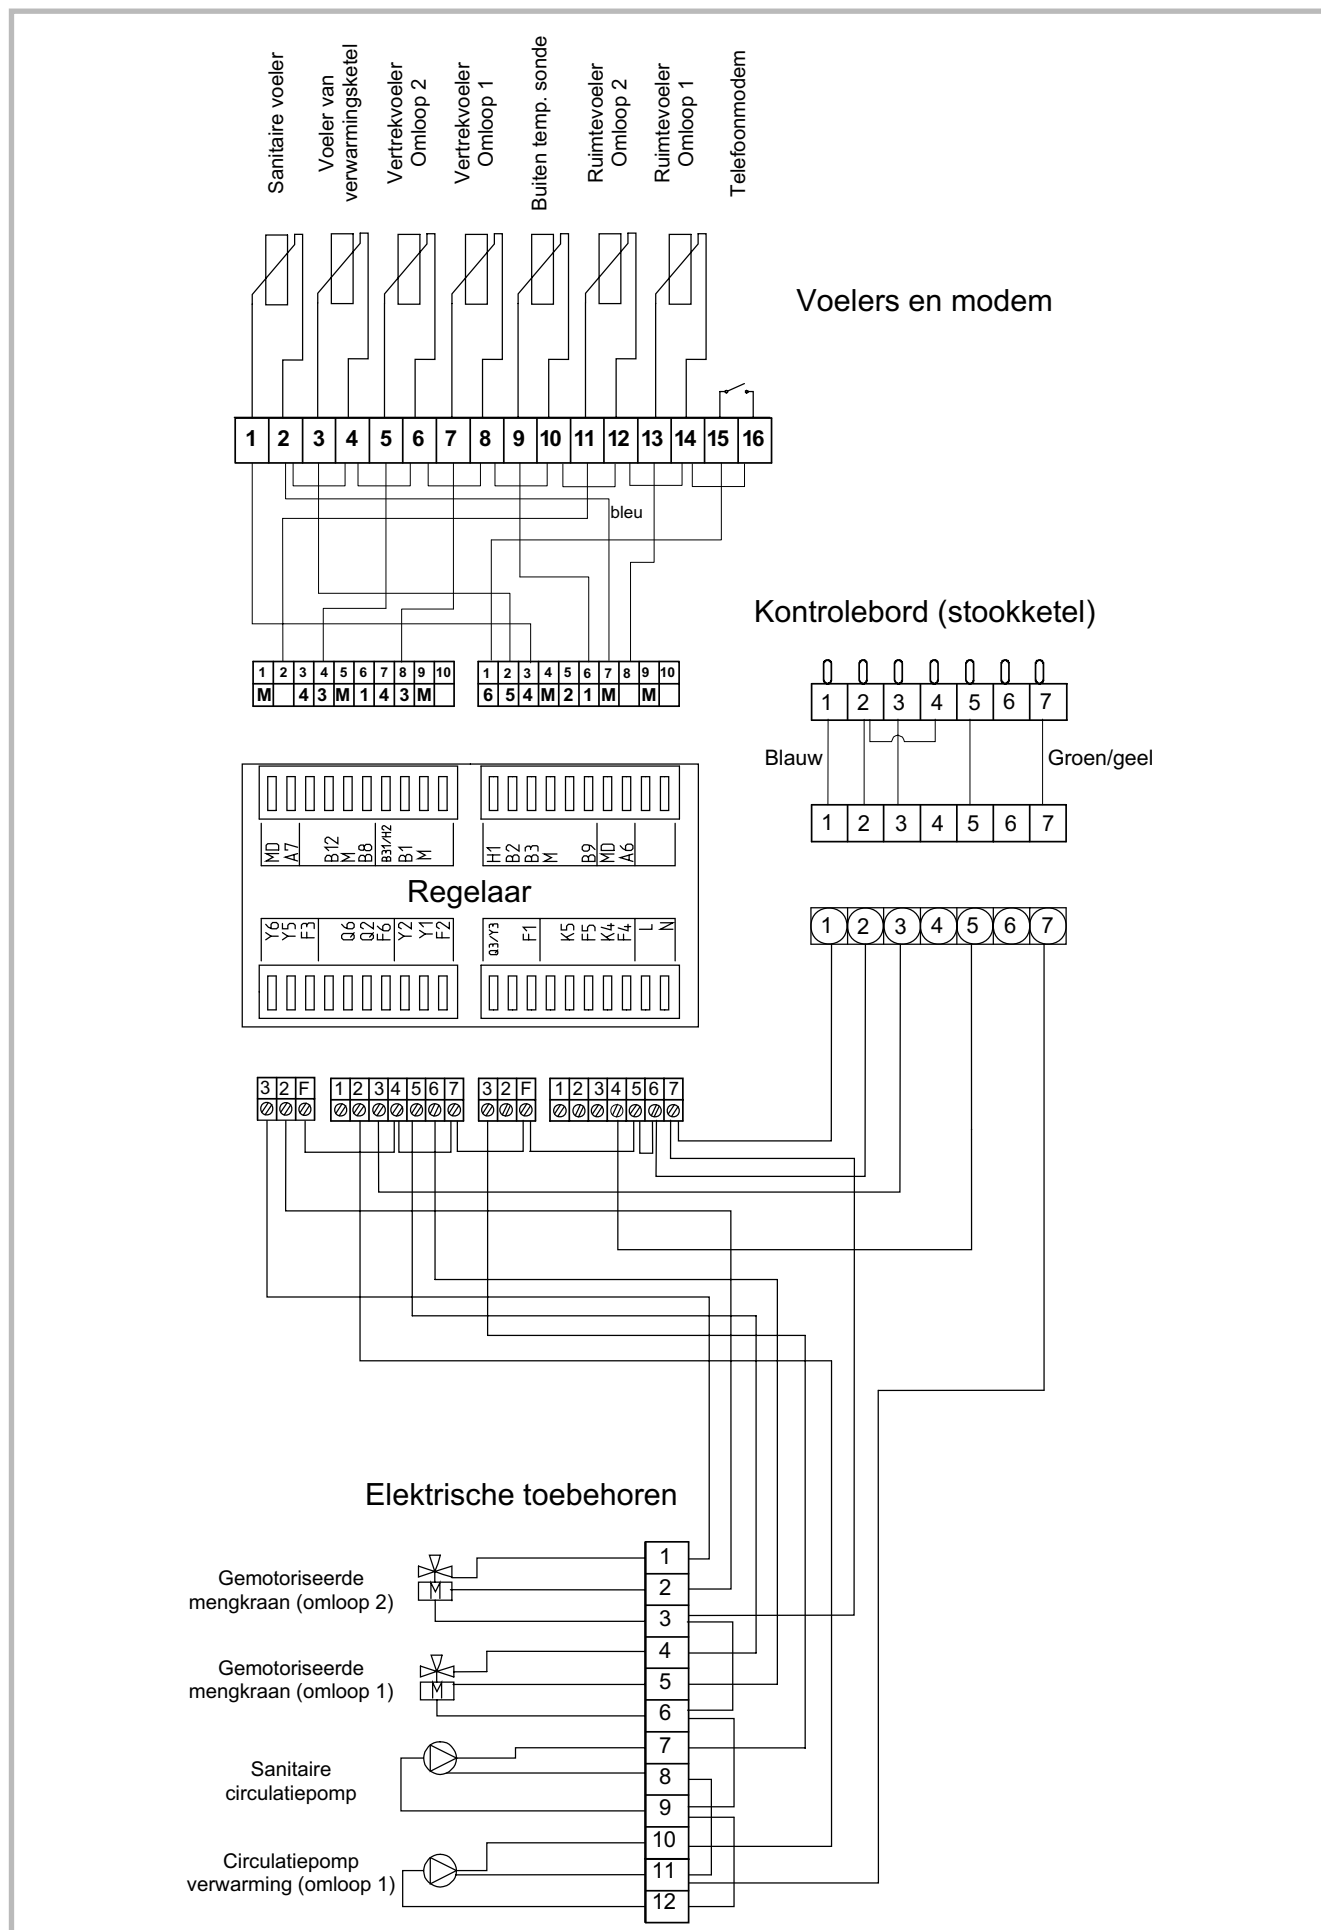 Sanitaire voeler
Voeler van
verwarmingsketel
Vertrekvoeler
Omloop 2
Vertrekvoeler
Omloop 1
Buiten temp. sonde
Ruimtevoeler
Omloop 2
Ruimtevoeler
Omloop 1
Telefoonmodem
Voelers en modem
1 2 3 4 5 6 7 8 9 10 11 12 13 14 15 16
bleu
Kontrolebord (stookketel)
1 2 3 4 5 6 7 8 9 10
M 4 3 M 1 4 3 M
1 2 3 4 5 6 7 8 9 10
6 5 4 M 2 1 M M
1 2 3 4 5 6 7
Blauw
Groen/geel
1 2 3 4 5 6 7
MD A7 B12 M B8 B31/H2 B1 M
H1 B2 B3 M B9 MD A6
Regelaar
Y6 Y5 F3 Q6 Q2 F6 Y2 Y1 F2
Q3/Y3 F1 K5 F5 K4 F4 L N
1 2 3 4 5 6 7
3 2 F
1 2 3 4 5 6 7
3 2 F
1 2 3 4 5 6 7
Elektrische toebehoren
Gemotoriseerde
mengkraan (omloop 2)
M
Gemotoriseerde
mengkraan (omloop 1)
M
Sanitaire
circulatiepomp
Circulatiepomp
verwarming (omloop 1)
1
2
3
4
5
6
7
8
9
10
11
12